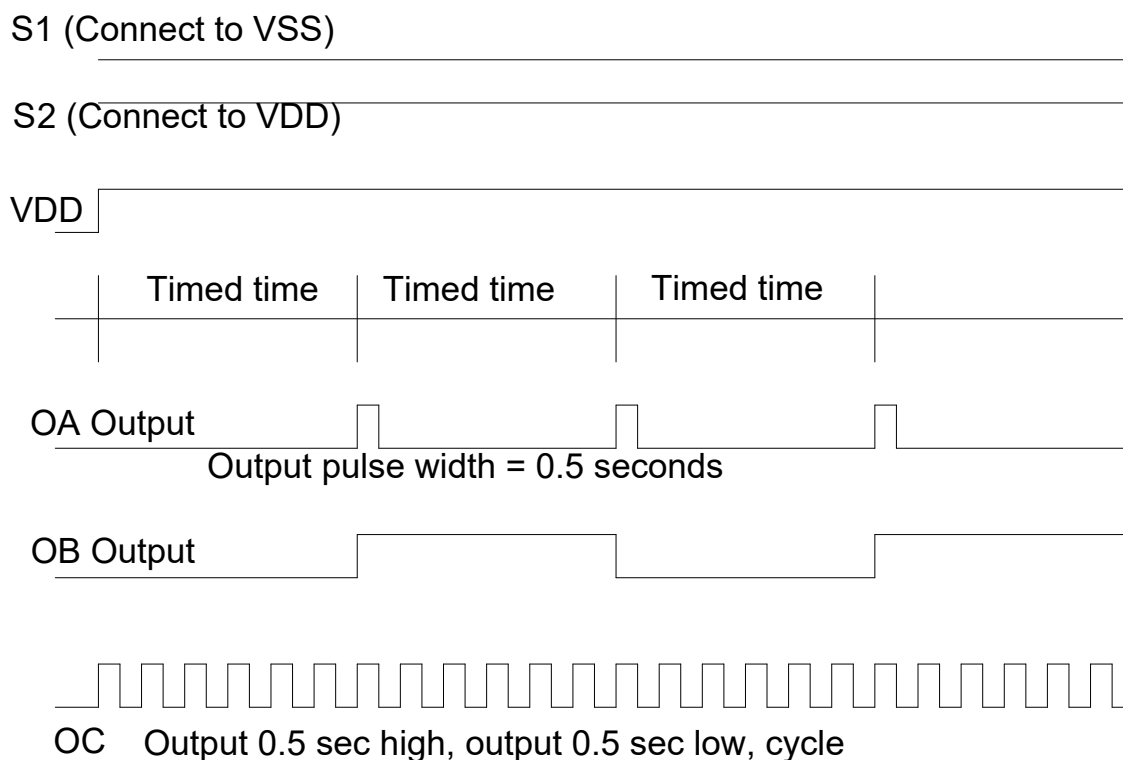 S1 (Connect to VSS)
S2 (Connect to VDD)
VDD
Timed time Timed time Timed time
OA Output
Output pulse width = 0.5 seconds
OB Output
OC Output 0.5 sec high, output 0.5 sec low, cycle